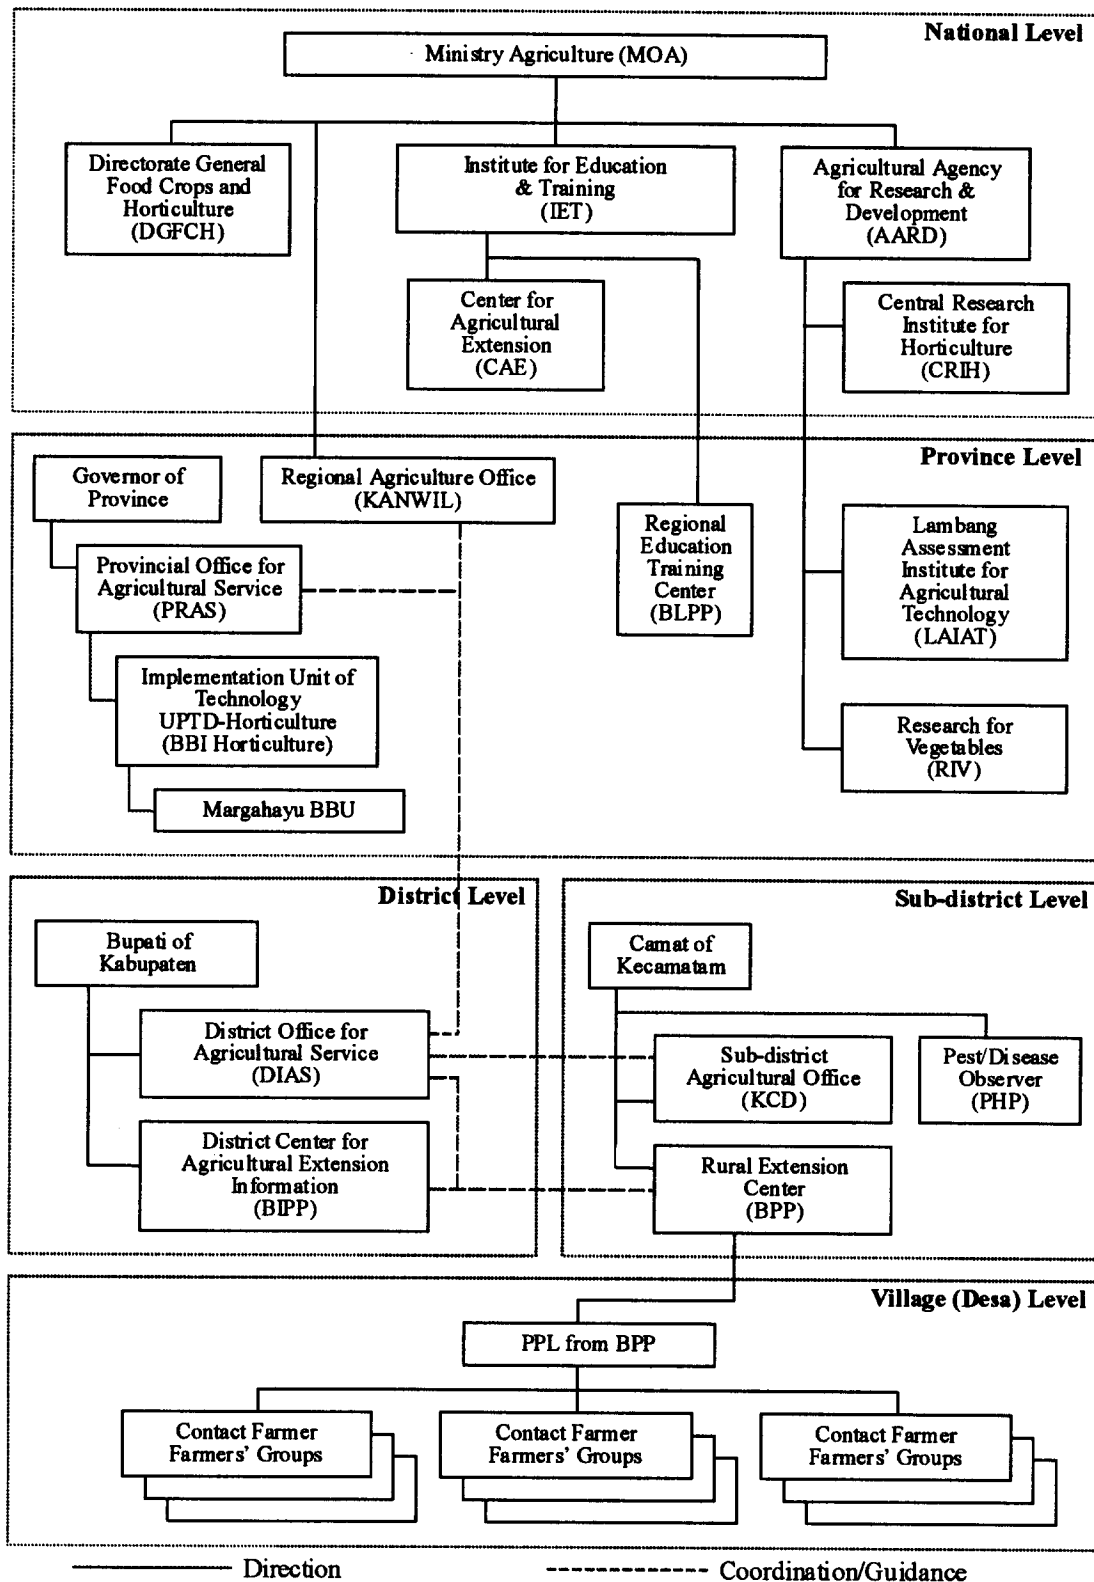 National Level
Ministry Agriculture (MOA)
Directorate General
Food Crops and
Horticulture
(DGFCH)
Institute for Education
& Training
(IET)
Agricultural Agency
for Research &
Development
(AARD)
Center for
Agricultural
Extension
(CAE)
Central Research
Institute for
Horticulture
(CRIH)
Province Level
Governor of
Province
Regional Agriculture Office
(KANWIL)
Provincial Office for
Agricultural Service
(PRAS)
Regional
Education
Training
Center
(BLPP)
Lambang
Assessment
Institute for
Agricultural
Technology
(LAIAT)
Implementation Unit of
Technology
UPTD-Horticulture
(BBI Horticulture)
Research for
Vegetables
(RIV)
Margahayu BBU
District Level
Bupati of
Kabupaten
District Office for
Agricultural Service
(DIAS)
District Center for
Agricultural Extension
Information
(BIPP)
Sub-district Level
Camat of
Kecamatam
Sub-district
Agricultural Office
(KCD)
Pest/Disease
Observer
(PHP)
Rural Extension
Center
(BPP)
Village (Desa) Level
PPL from BPP
Contact Farmer
Farmers' Groups
Contact Farmer
Farmers' Groups
Contact Farmer
Farmers' Groups
Direction
Coordination/Guidance